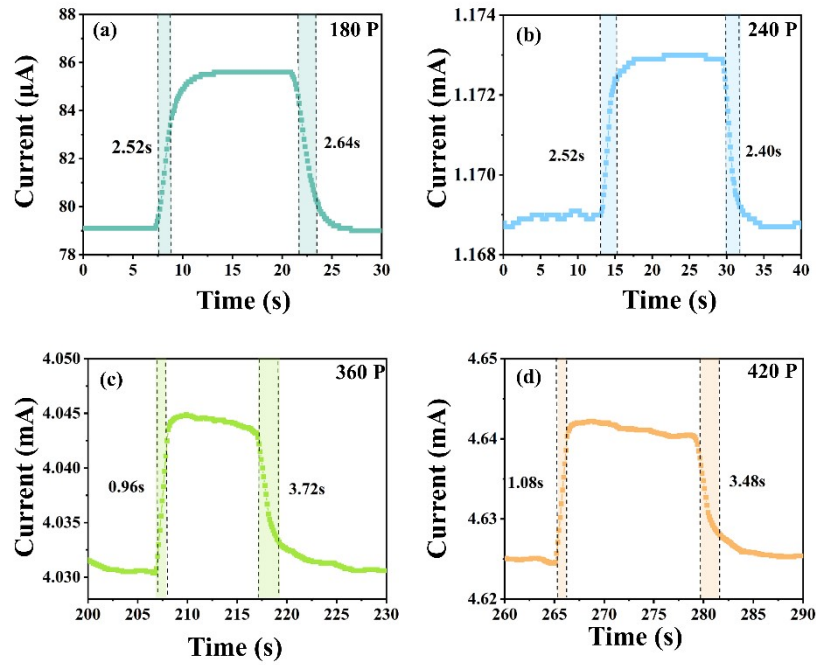 (a)
180 P
Current (μA)
88
86
84
82
80
78
2.52s
2.64s
0
5
10
15
20
25
30
Time (s)
(b)
240 P
Current (mA)
1.174
1.172
1.170
1.168
2.52s
2.40s
0
5
10
15
20
25
30
35
40
Time (s)
(c)
360 P
Current (mA)
4.050
4.045
4.040
4.035
4.030
0.96s
3.72s
200
205
210
215
220
225
230
Time (s)
(d)
420 P
Current (mA)
4.65
4.64
4.63
4.62
1.08s
3.48s
260
265
270
275
280
285
290
Time (s)